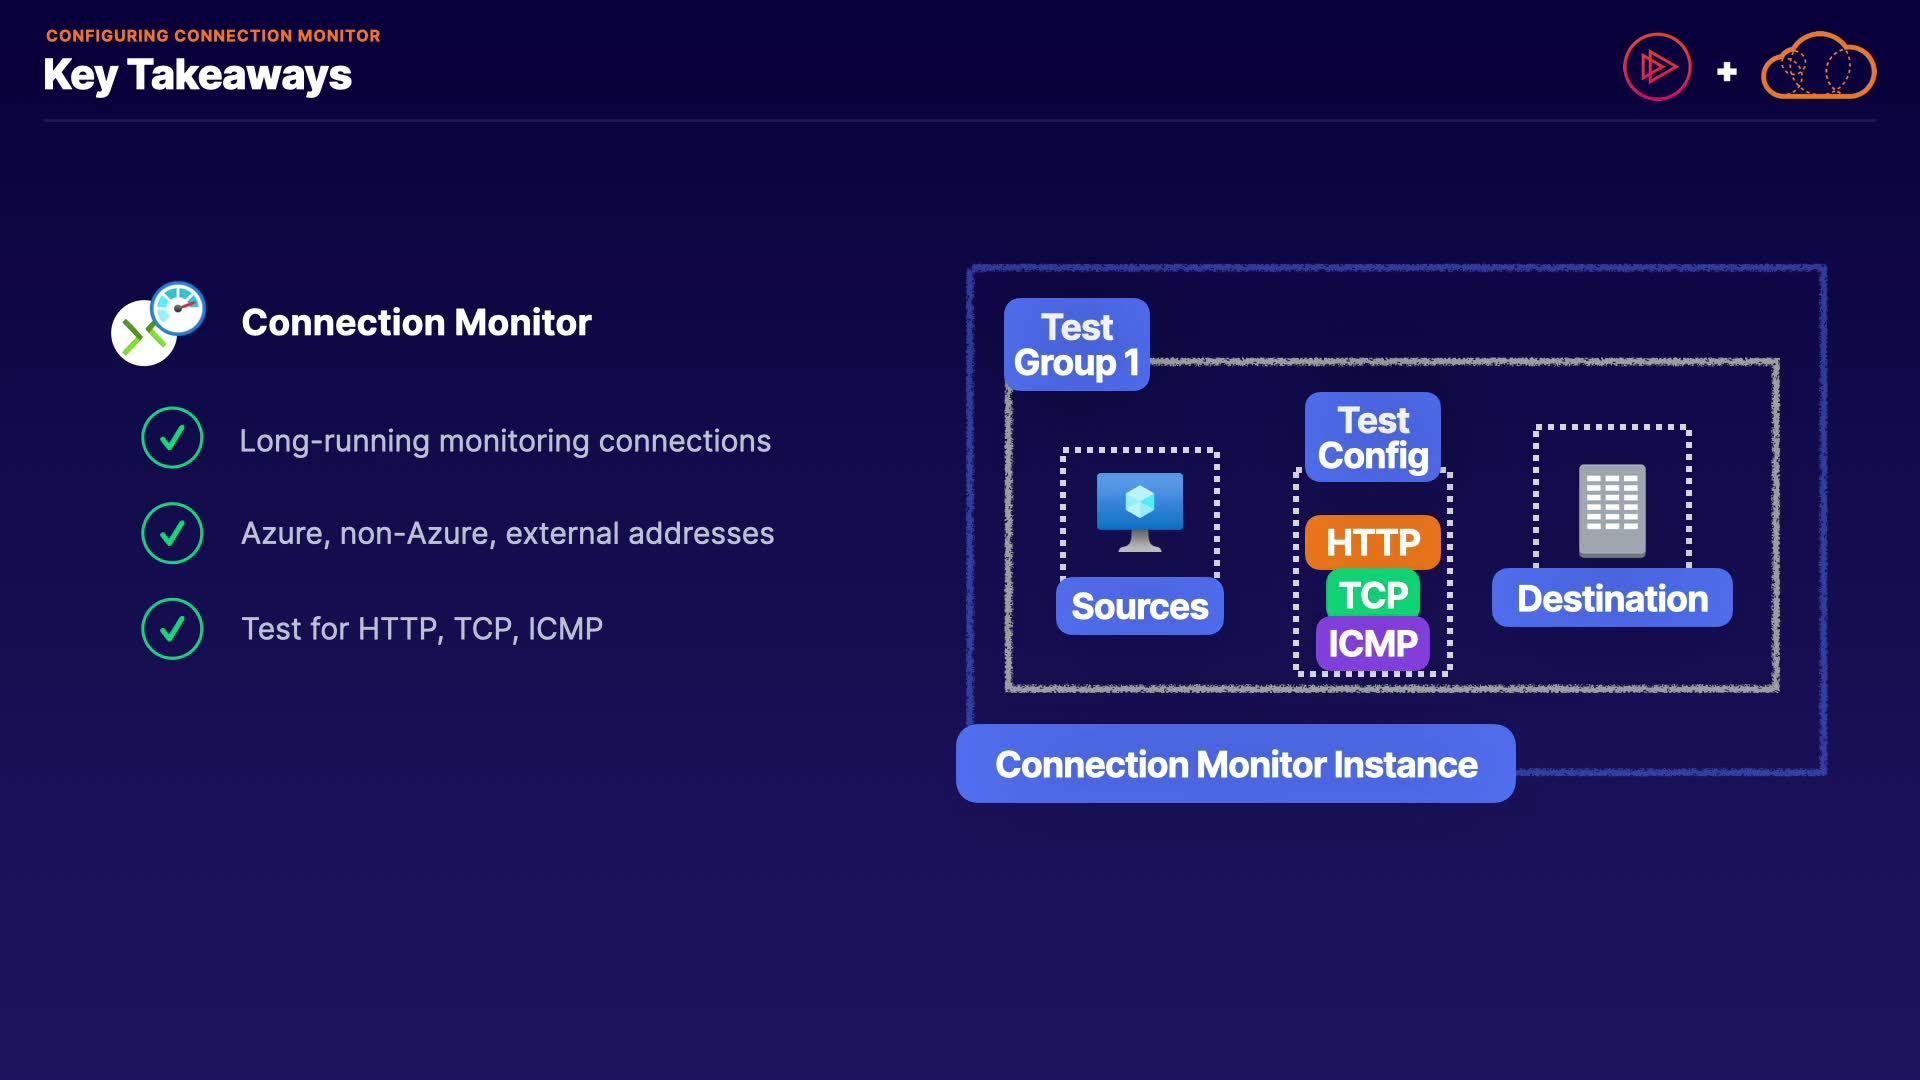 CONFIGURING CONNECTION MONITOR
Key Takeaways
Connection Monitor
Long-running monitoring connections
Azure, non-Azure, external addresses
Test for HTTP, TCP, ICMP
Test
Group 1
Sources
Test
Config
HTTP
TCP
ICMP
Destination
Connection Monitor Instance